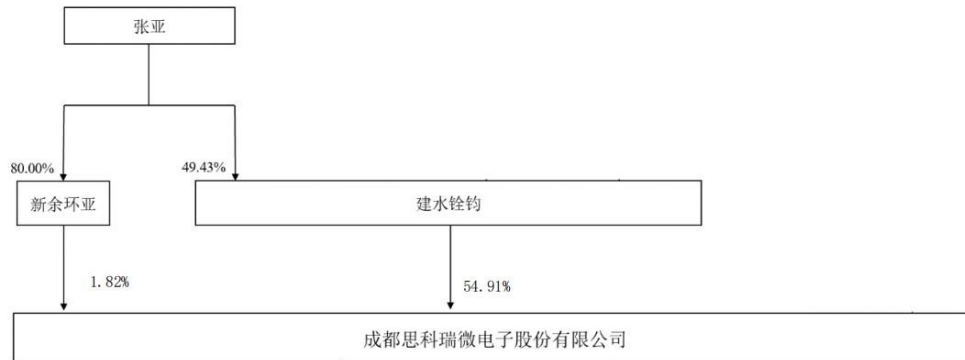 张亚
80.00%
49.43%
新余环亚
建水铨钧
1.82%
54.91%
成都思科瑞微电子股份有限公司